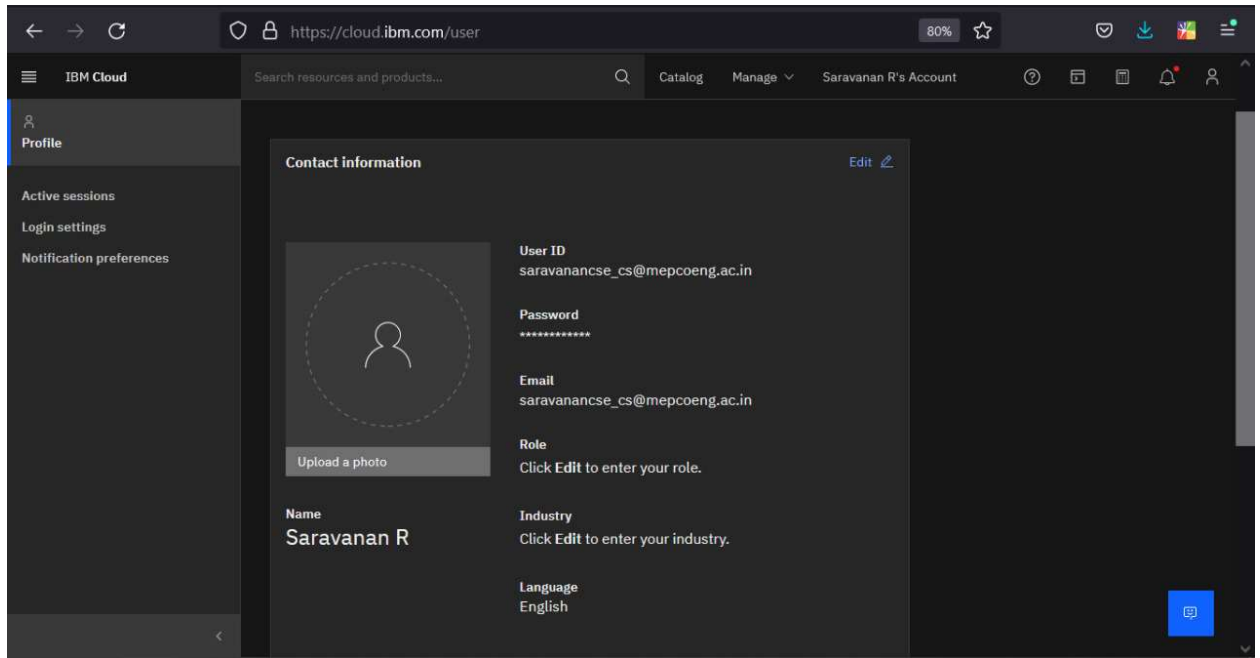 https://cloud.ibm.com/user
80%
IBM Cloud
Search resources and products...
Catalog
Manage
Saravanan R's Account
Profile
Active sessions
Login settings
Notification preferences
Contact information
Edit
Upload a photo
Name
Saravanan R
User ID
saravanancse_cs@mepcoeng.ac.in
Password
************
Email
saravanancse_cs@mepcoeng.ac.in
Role
Click Edit to enter your role.
Industry
Click Edit to enter your industry.
Language
English